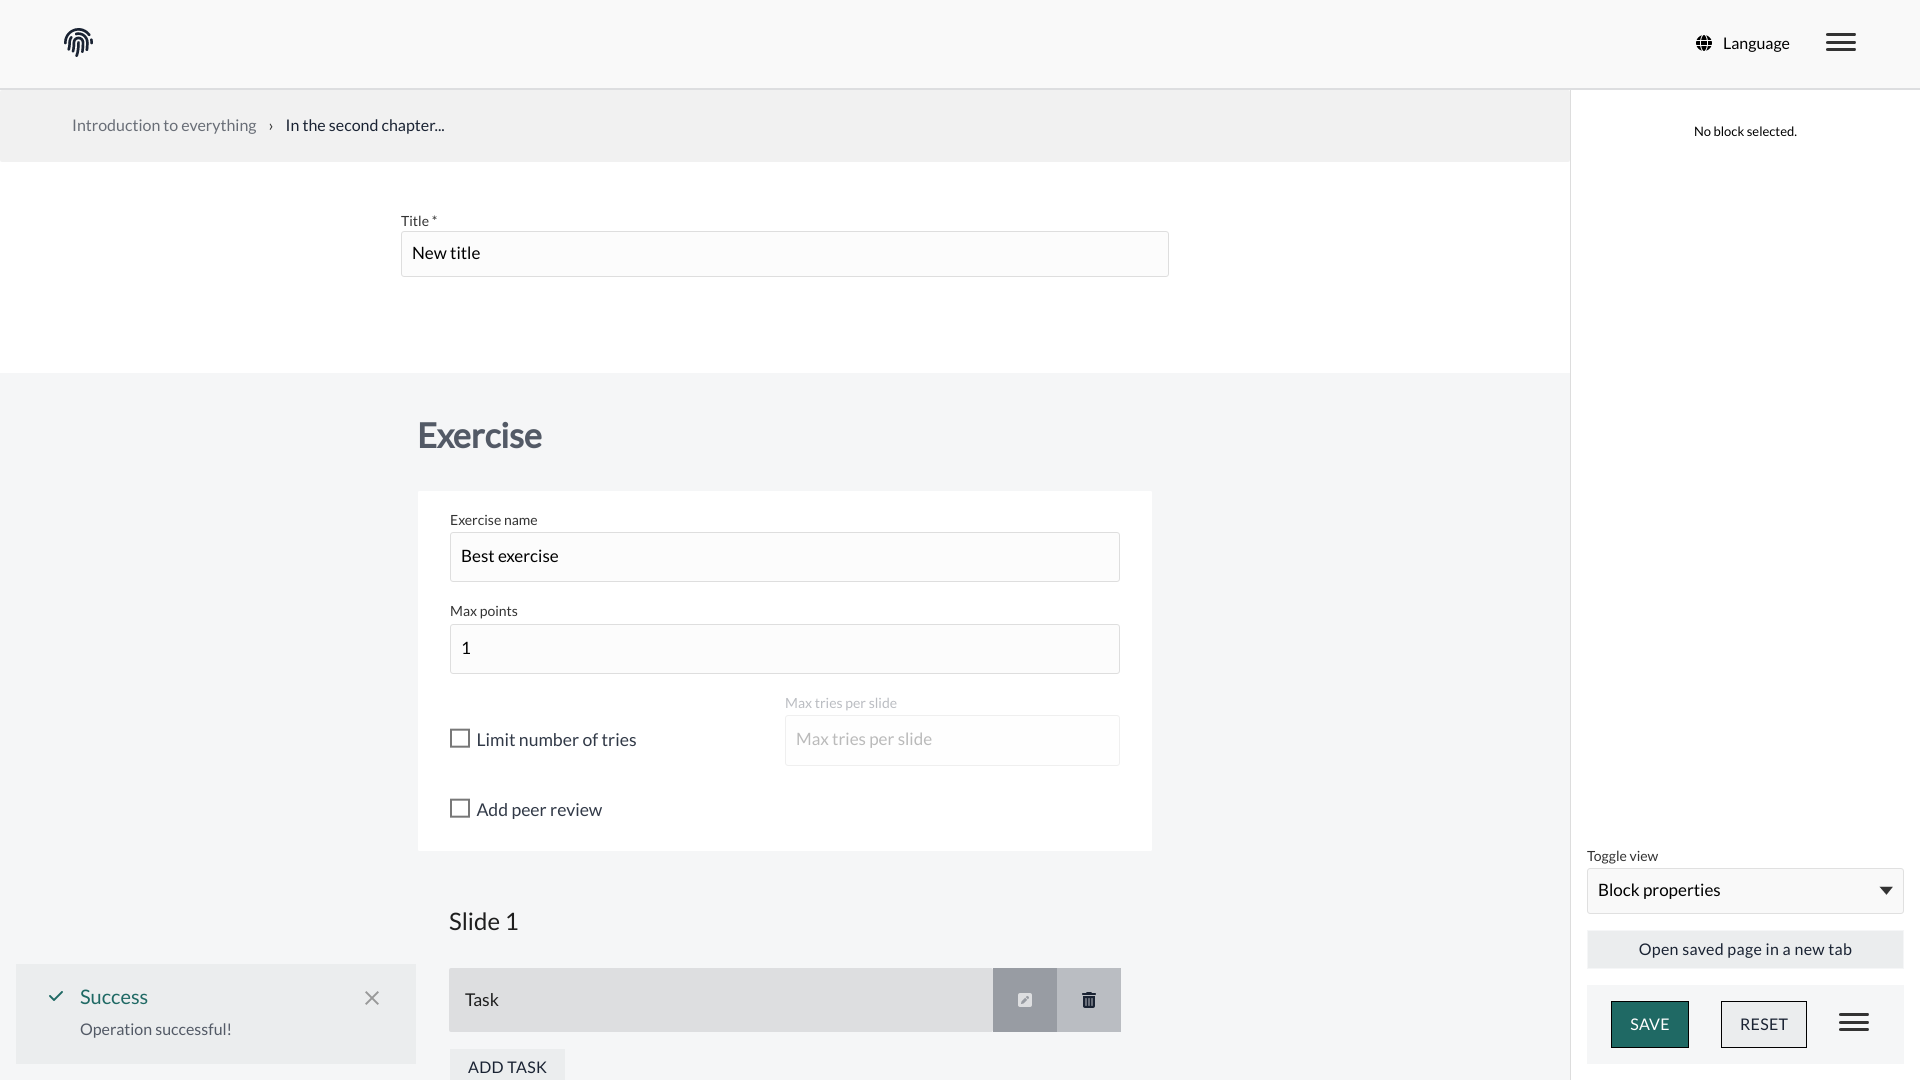 Language
Introduction to everything › In the second chapter...
No block selected.
Title *
New title
Exercise
Exercise name
Best exercise
Max points
1
Max tries per slide
Limit number of tries
Max tries per slide
Add peer review
Slide 1
Task
ADD TASK
Success
Operation successful!
Toggle view
Block properties
Open saved page in a new tab
SAVE
RESET